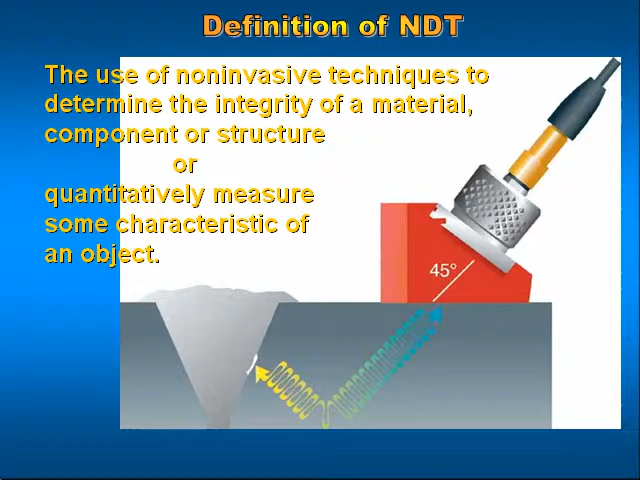 Definition of NDT
The use of noninvasive techniques to
determine the integrity of a material,
component or structure
or
quantitatively measure
some characteristic of
an object.
45°